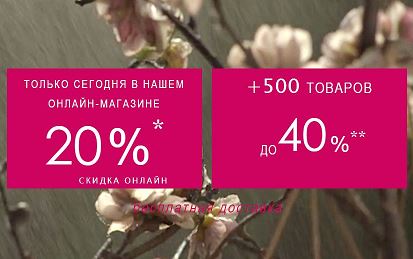 ТОЛЬКО СЕГОДНЯ В НАШЕМ
ОНЛАЙН-МАГАЗИНЕ
20%*
СКИДКА ОНЛАЙН
+500 ТОВАРОВ
ДО 40%**
бесплатная доставка